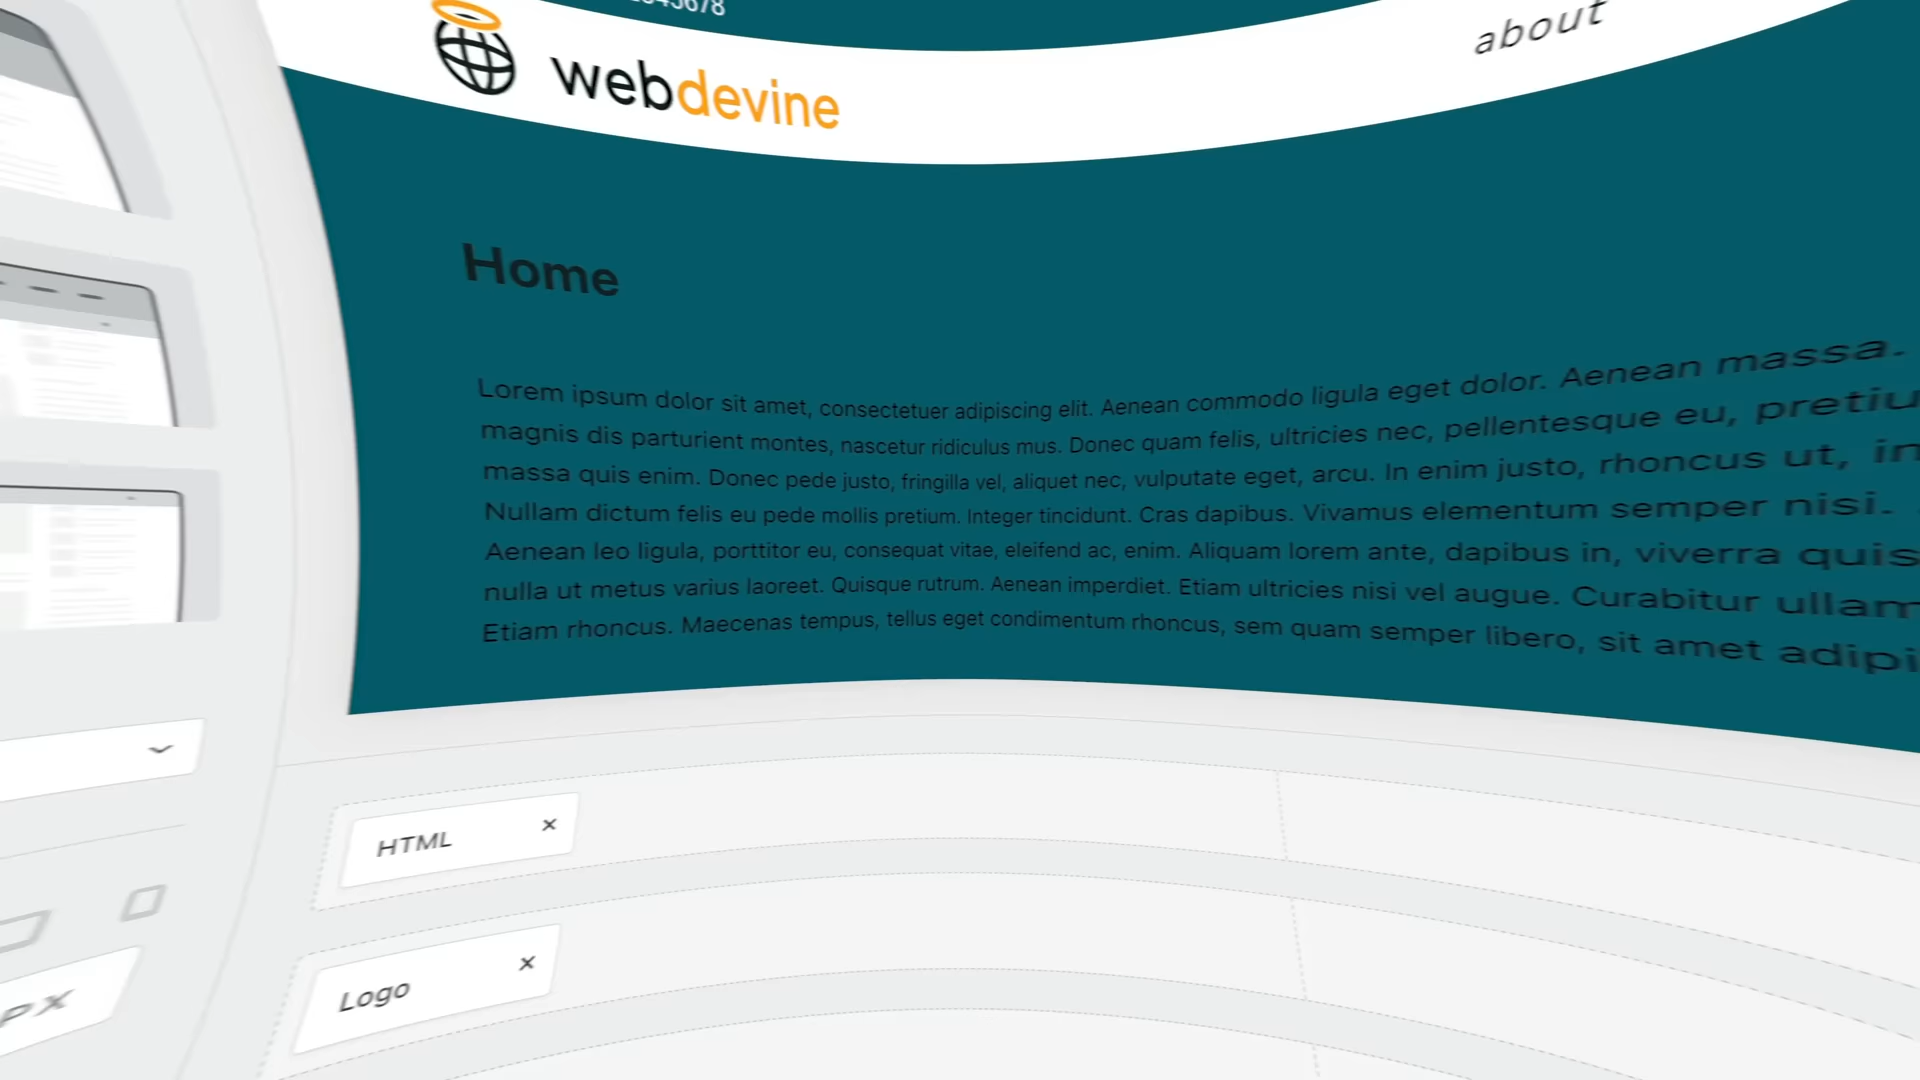 webdevine
about
Home
Lorem ipsum dolor sit amet, consectetuer adipiscing elit. Aenean commodo ligula eget dolor. Aenean massa.
magnis dis parturient montes, nascetur ridiculus mus. Donec quam felis, ultricies nec, pellentesque eu,
massa quis enim. Donec pede justo, fringilla vel, aliquet nec, vulputate eget, arcu. In enim justo, rhoncus ut,
Nullam dictum felis eu pede mollis pretium. Integer tincidunt. Cras dapibus. Vivamus elementum semper nisi.
Aenean leo ligula, porttitor eu, consequat vitae, eleifend ac, enim. Aliquam lorem ante, dapibus in, viverra quis
nulla ut metus varius laoreet. Quisque rutrum. Aenean imperdiet. Etiam ultricies nisi vel augue. Curabitur
Etiam rhoncus. Maecenas tempus, tellus eget condimentum rhoncus, sem quam semper libero, sit amet
HTML
Logo
PX